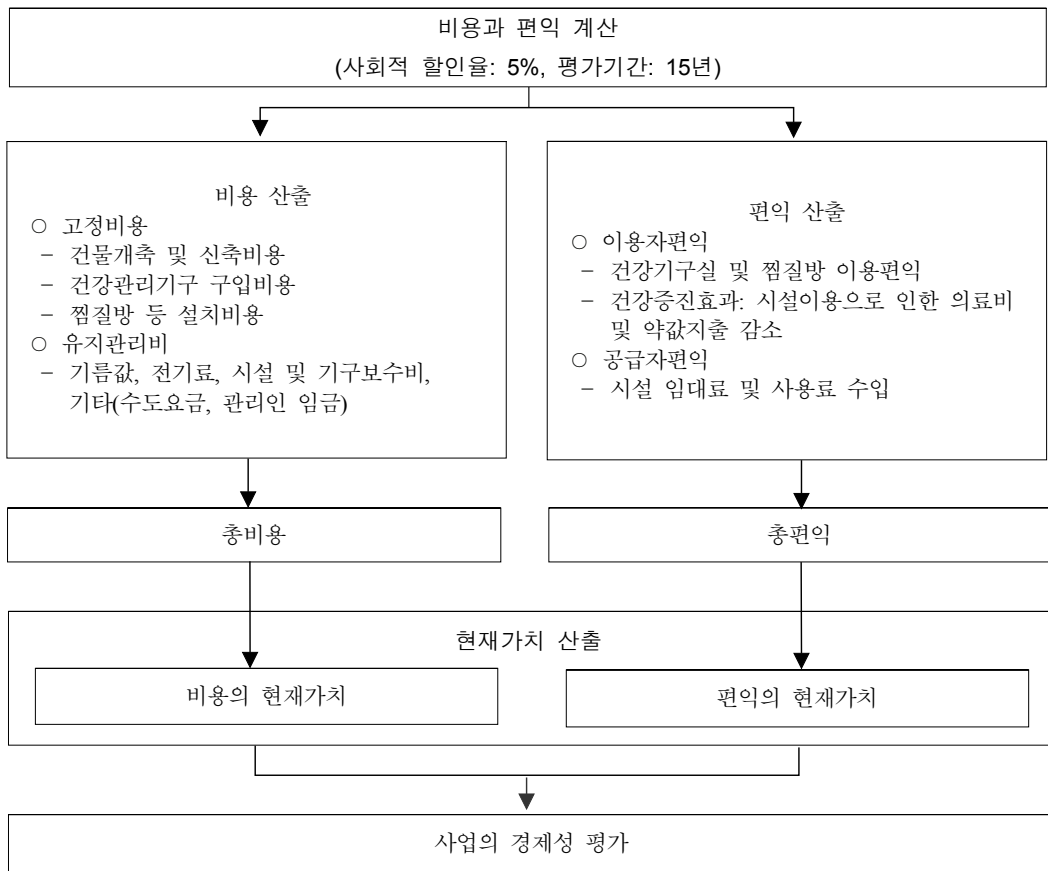 비용과 편익 계산
(사회적 할인율: 5%, 평가기간: 15년)
비용 산출
○ 고정비용
- 건물개축 및 신축비용
- 건강관리기구 구입비용
- 찜질방 등 설치비용
○ 유지관리비
- 기름값, 전기료, 시설 및 기구보수비,
기타(수도요금, 관리인 임금)
편익 산출
○ 이용자편익
- 건강기구실 및 찜질방 이용편익
- 건강증진효과: 시설이용으로 인한 의료비
및 약값지출 감소
○ 공급자편익
- 시설 임대료 및 사용료 수입
총비용
총편익
현재가치 산출
비용의 현재가치
편익의 현재가치
사업의 경제성 평가